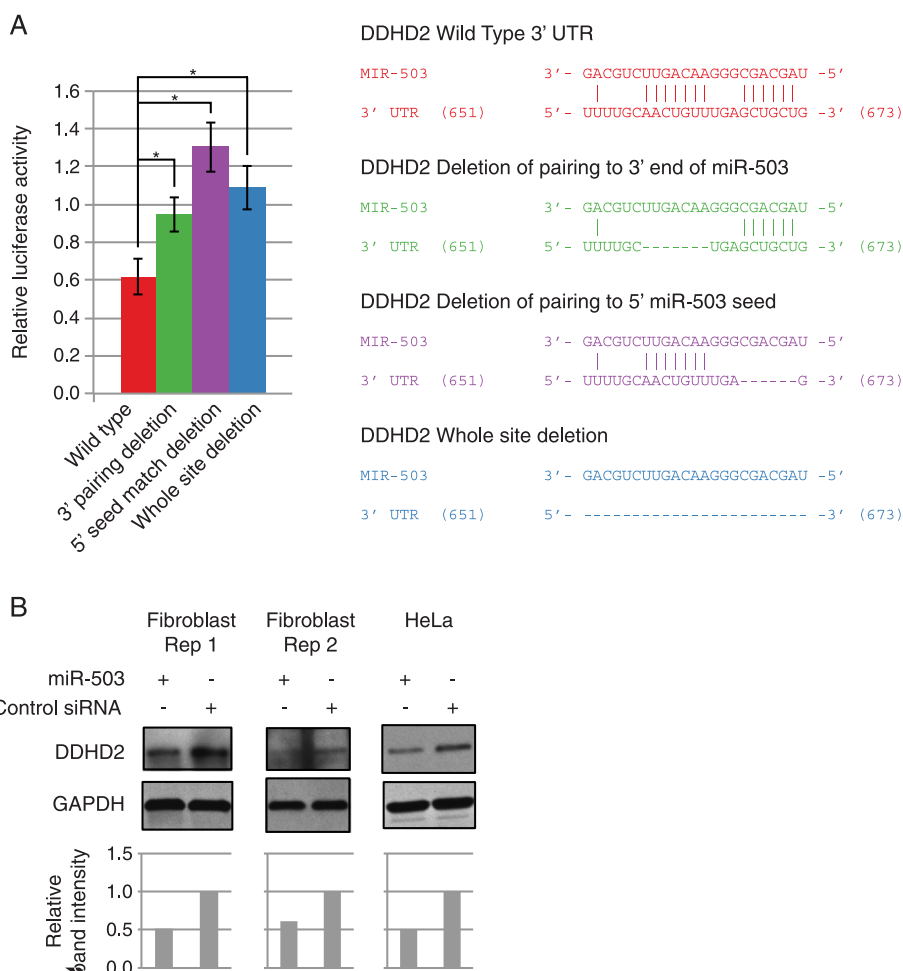 A
Relative luciferase activity
1.6
1.4
1.2
1.0
0.8
0.6
0.4
0.2
0.0
*
*
*
Wild type
3' pairing deletion
5' seed match deletion
Whole site deletion
DDHD2 Wild Type 3' UTR
MIR-503 3'- GACGUCUUGACAAGGGCGACGAU -5'
3' UTR (651) 5'- UUUUGCAACUGUUUGAGCUGCUG -3' (673)
DDHD2 Deletion of pairing to 3' end of miR-503
MIR-503 3'- GACGUCUUGACAAGGGCGACGAU -5'
3' UTR (651) 5'- UUUUGC-------UGAGCUGCUG -3' (673)
DDHD2 Deletion of pairing to 5' miR-503 seed
MIR-503 3'- GACGUCUUGACAAGGGCGACGAU -5'
3' UTR (651) 5'- UUUUGCAACUGUUUGA------G -3' (673)
DDHD2 Whole site deletion
MIR-503 3'- GACGUCUUGACAAGGGCGACGAU -5'
3' UTR (651) 5'- ----------------------- -3' (673)
B
Fibroblast Rep 1
Fibroblast Rep 2
HeLa
miR-503 + - + - + -
Control siRNA - + - + - +
DDHD2
GAPDH
Relative band intensity
1.5
1.0
0.5
0.0